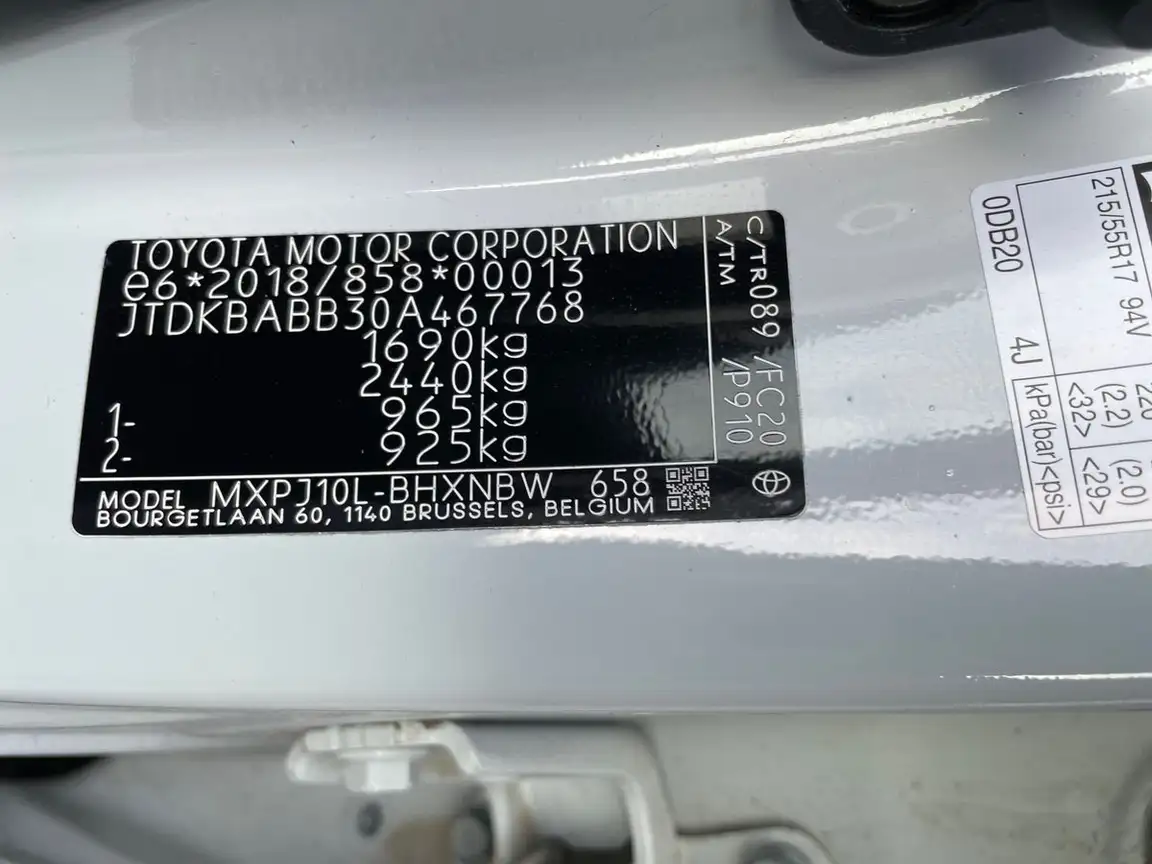 TOYOTA MOTOR CORPORATION
e6*2018/858*00013
JTDKBABB30A467768
1690kg
2440kg
1- 965kg
2- 925kg
MODEL MXPJ10L-BHXNBW 658
BOURGETLAAN 60, 1140 BRUSSELS, BELGIUM
C/TR089 /FC20
A/TM /P910
215/55R17 94V
0DB20 4J
220
(2.2) (2.0)
<32> <29>
kPa(bar)<psi>